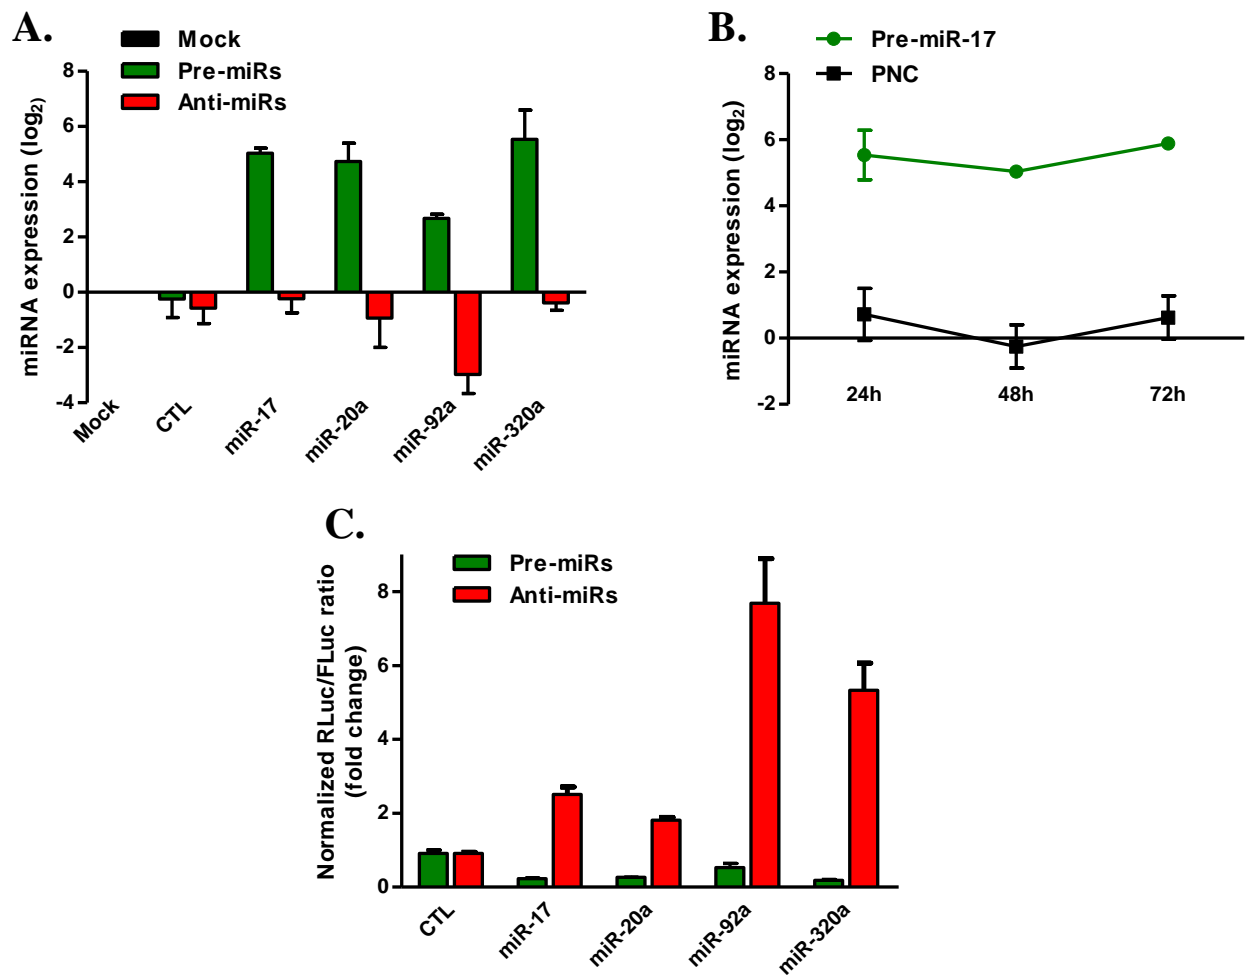 A.
Mock
Pre-miRs
Anti-miRs
miRNA expression (log2)
8
6
4
2
0
-2
-4
Mock
CTL
miR-17
miR-20a
miR-92a
miR-320a
B.
Pre-miR-17
PNC
miRNA expression (log2)
8
6
4
2
0
-2
24h
48h
72h
C.
Pre-miRs
Anti-miRs
Normalized RLuc/FLuc ratio
(fold change)
8
6
4
2
0
CTL
miR-17
miR-20a
miR-92a
miR-320a